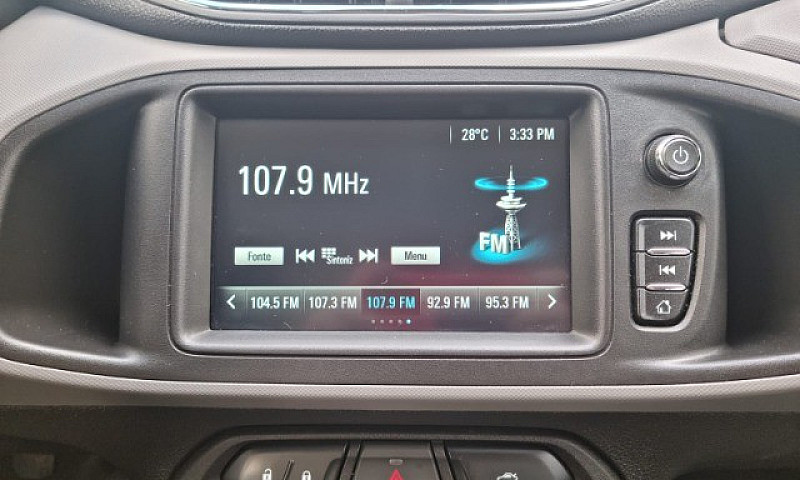 28°C 3:33 PM
107.9 MHz
FM
Fonte Sintoniz Menu
104.5 FM 107.3 FM 107.9 FM 92.9 FM 95.3 FM